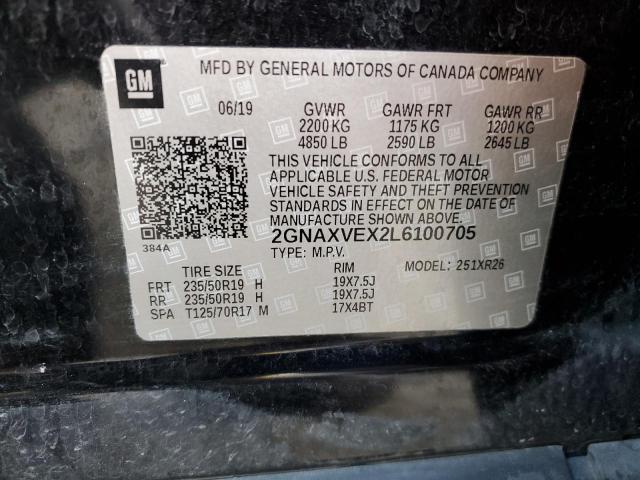 GM
MFD BY GENERAL MOTORS OF CANADA COMPANY
06/19 GVWR GAWR FRT GAWR RR
2200 KG 1175 KG 1200 KG
4850 LB 2590 LB 2645 LB
THIS VEHICLE CONFORMS TO ALL
APPLICABLE U.S. FEDERAL MOTOR
VEHICLE SAFETY AND THEFT PREVENTION
STANDARDS IN EFFECT ON THE DATE OF
MANUFACTURE SHOWN ABOVE.
384A 2GNAXVEX2L6100705
TYPE: M.P.V. MODEL: 251XR26
TIRE SIZE RIM
FRT 235/50R19 H 19X7.5J
RR 235/50R19 H 19X7.5J
SPA T125/70R17 M 17X4BT